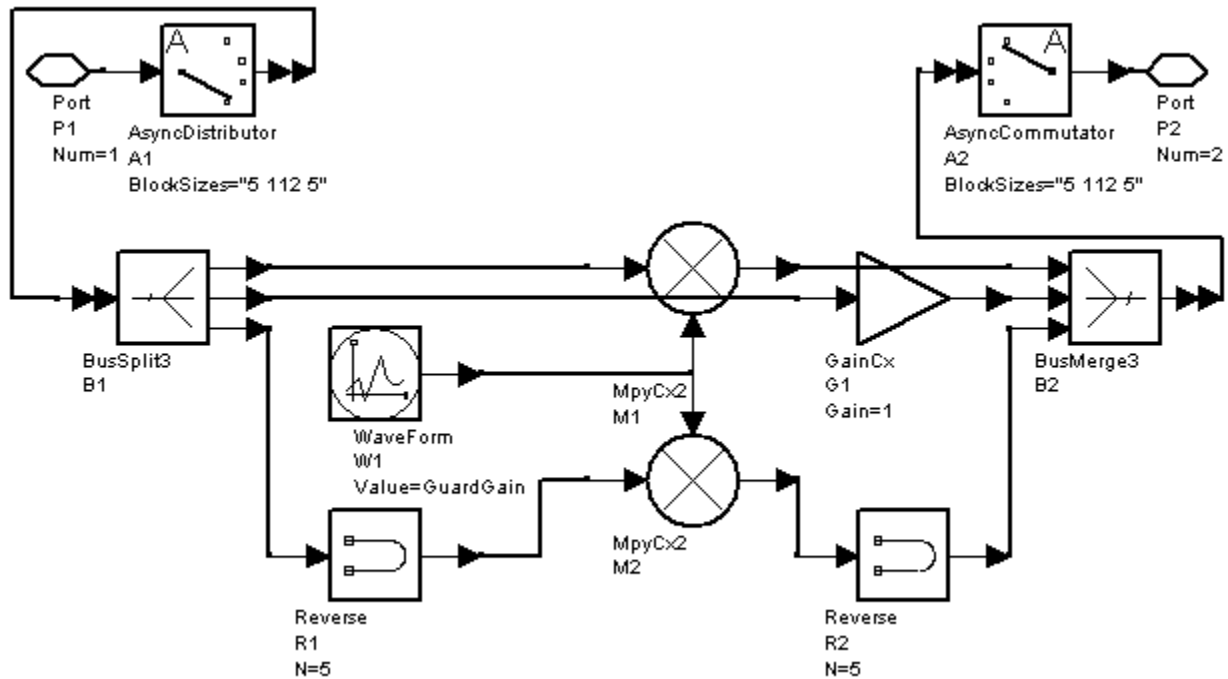 A
Port
P1
Num=1
AsyncDistributor
A1
BlockSizes="5 112 5"
A
AsyncCommutator
A2
BlockSizes="5 112 5"
Port
P2
Num=2
BusSplit3
B1
WaveForm
W1
Value=GuardGain
MpyCx2
M1
GainCx
G1
Gain=1
BusMerge3
B2
MpyCx2
M2
Reverse
R1
N=5
Reverse
R2
N=5